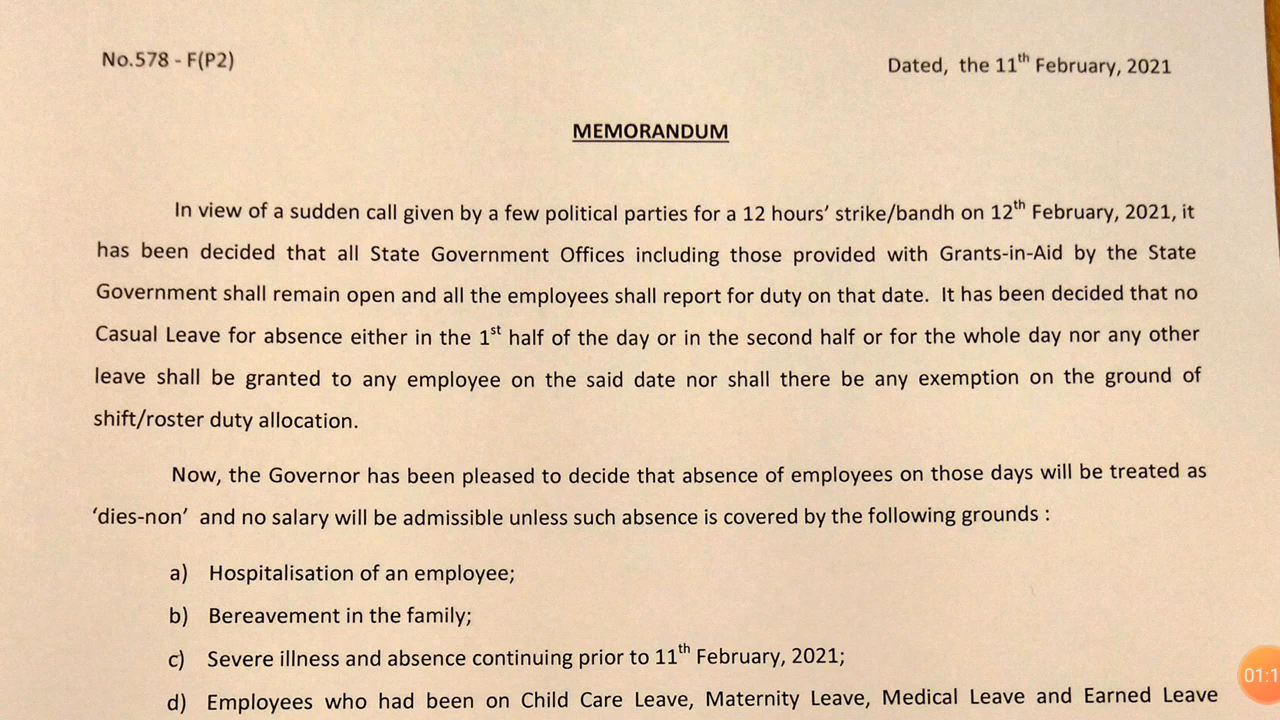 No.578 - F(P2)
Dated, the 11th February, 2021
MEMORANDUM
In view of a sudden call given by a few political parties for a 12 hours' strike/bandh on 12th February, 2021, it
has been decided that all State Government Offices including those provided with Grants-in-Aid by the State
Government shall remain open and all the employees shall report for duty on that date. It has been decided that no
Casual Leave for absence either in the 1st half of the day or in the second half or for the whole day nor any other
leave shall be granted to any employee on the said date nor shall there be any exemption on the ground of
shift/roster duty allocation.
Now, the Governor has been pleased to decide that absence of employees on those days will be treated as
'dies-non' and no salary will be admissible unless such absence is covered by the following grounds :
a) Hospitalisation of an employee;
b) Bereavement in the family;
c) Severe illness and absence continuing prior to 11th February, 2021;
d) Employees who had been on Child Care Leave, Maternity Leave, Medical Leave and Earned Leave